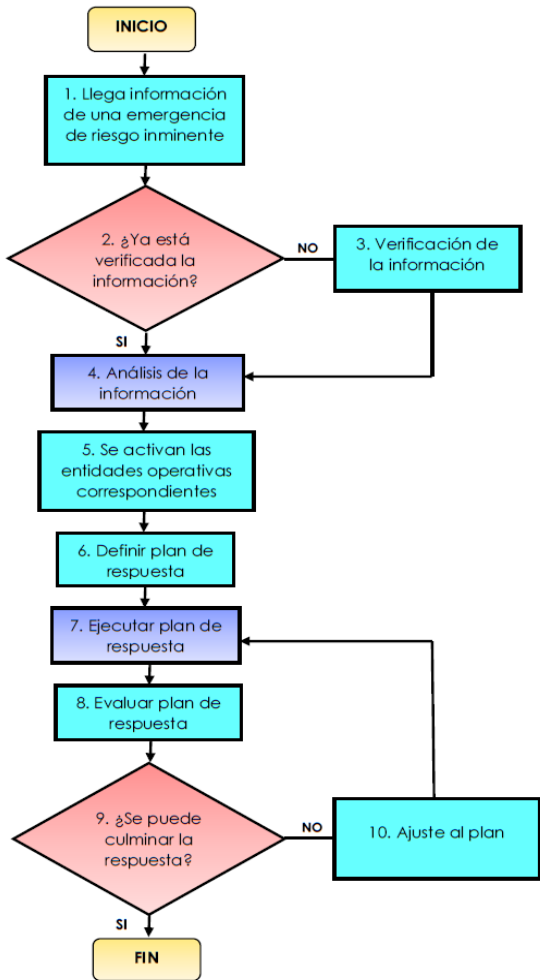 INICIO
1. Llega información
de una emergencia
de riesgo inminente
2. ¿Ya está
verificada la
información?
NO
3. Verificación de
la información
SI
4. Análisis de la
información
5. Se activan las
entidades operativas
correspondientes
6. Definir plan de
respuesta
7. Ejecutar plan de
respuesta
8. Evaluar plan de
respuesta
9. ¿Se puede
culminar la
respuesta?
NO
10. Ajuste al plan
SI
FIN